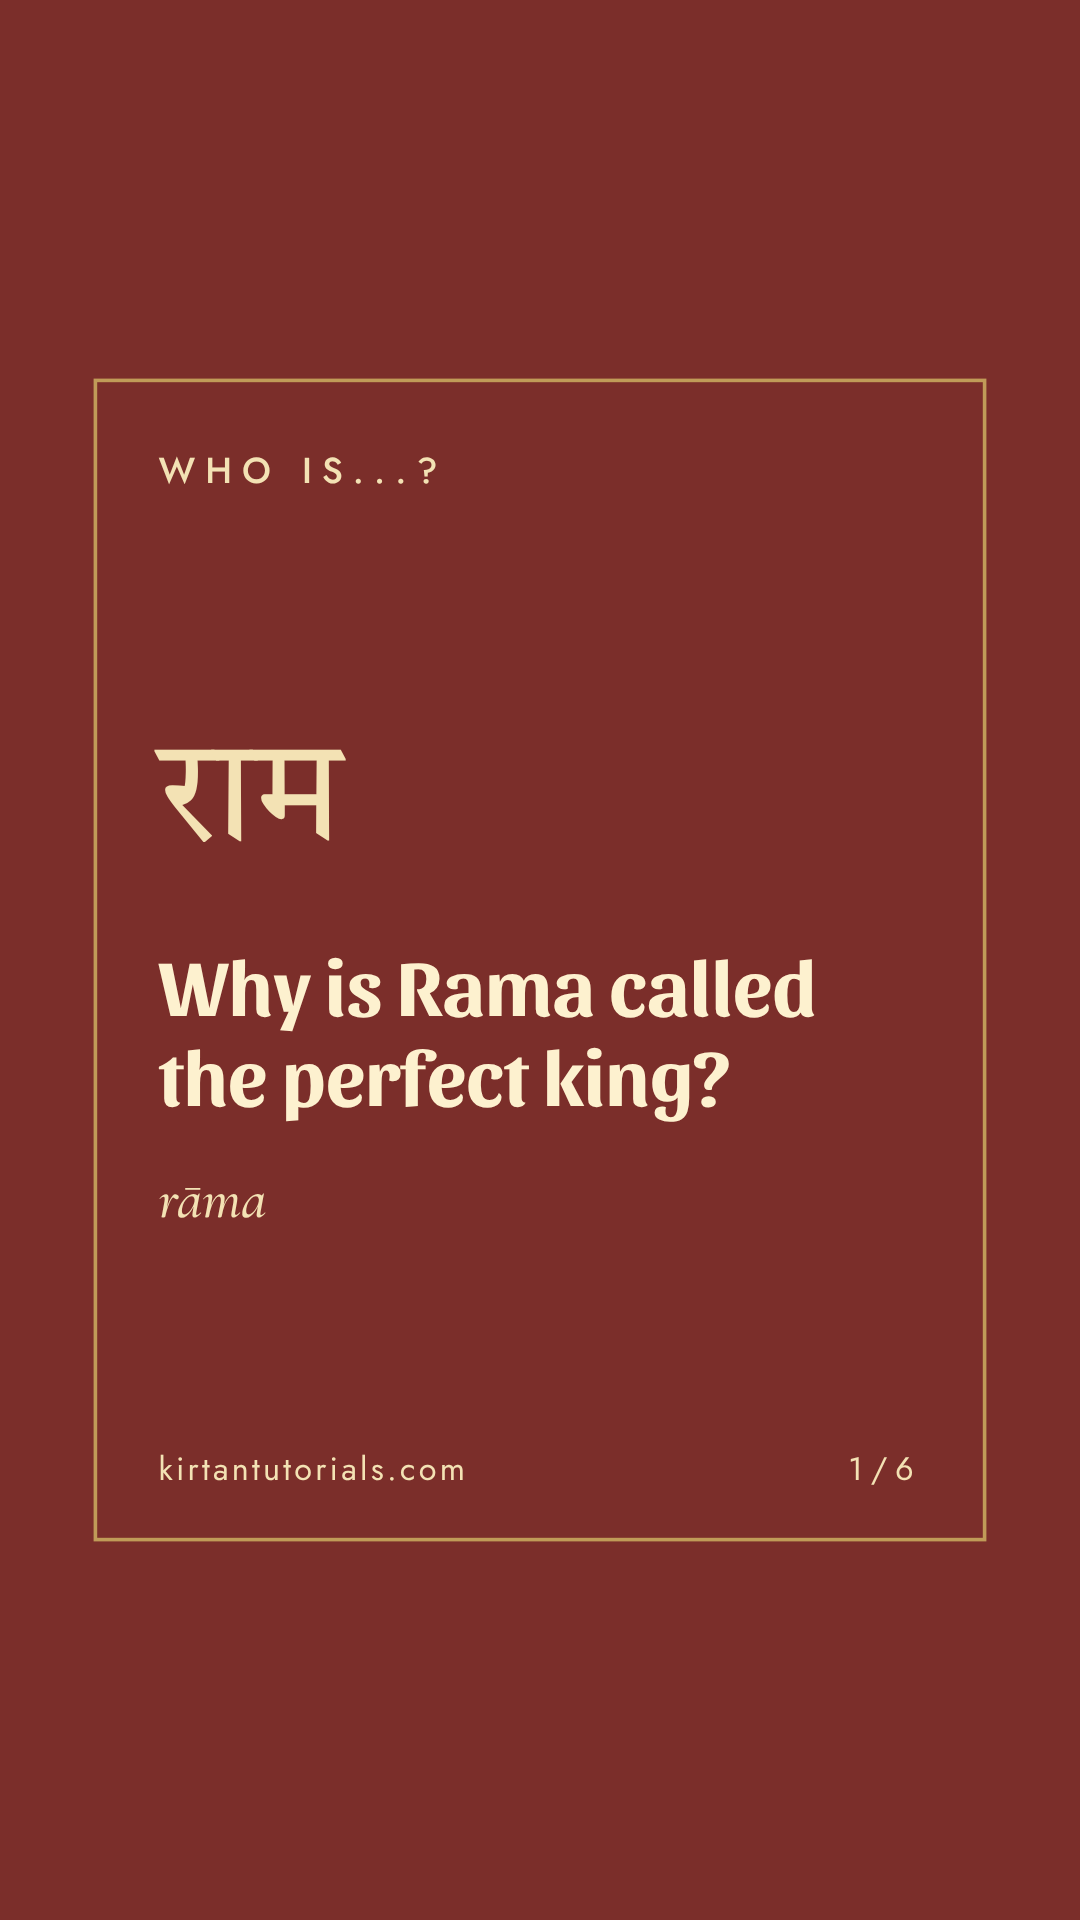 WHO IS...?
राम
Why is Rama called
the perfect king?
rāma
kirtantutorials.com
1/6